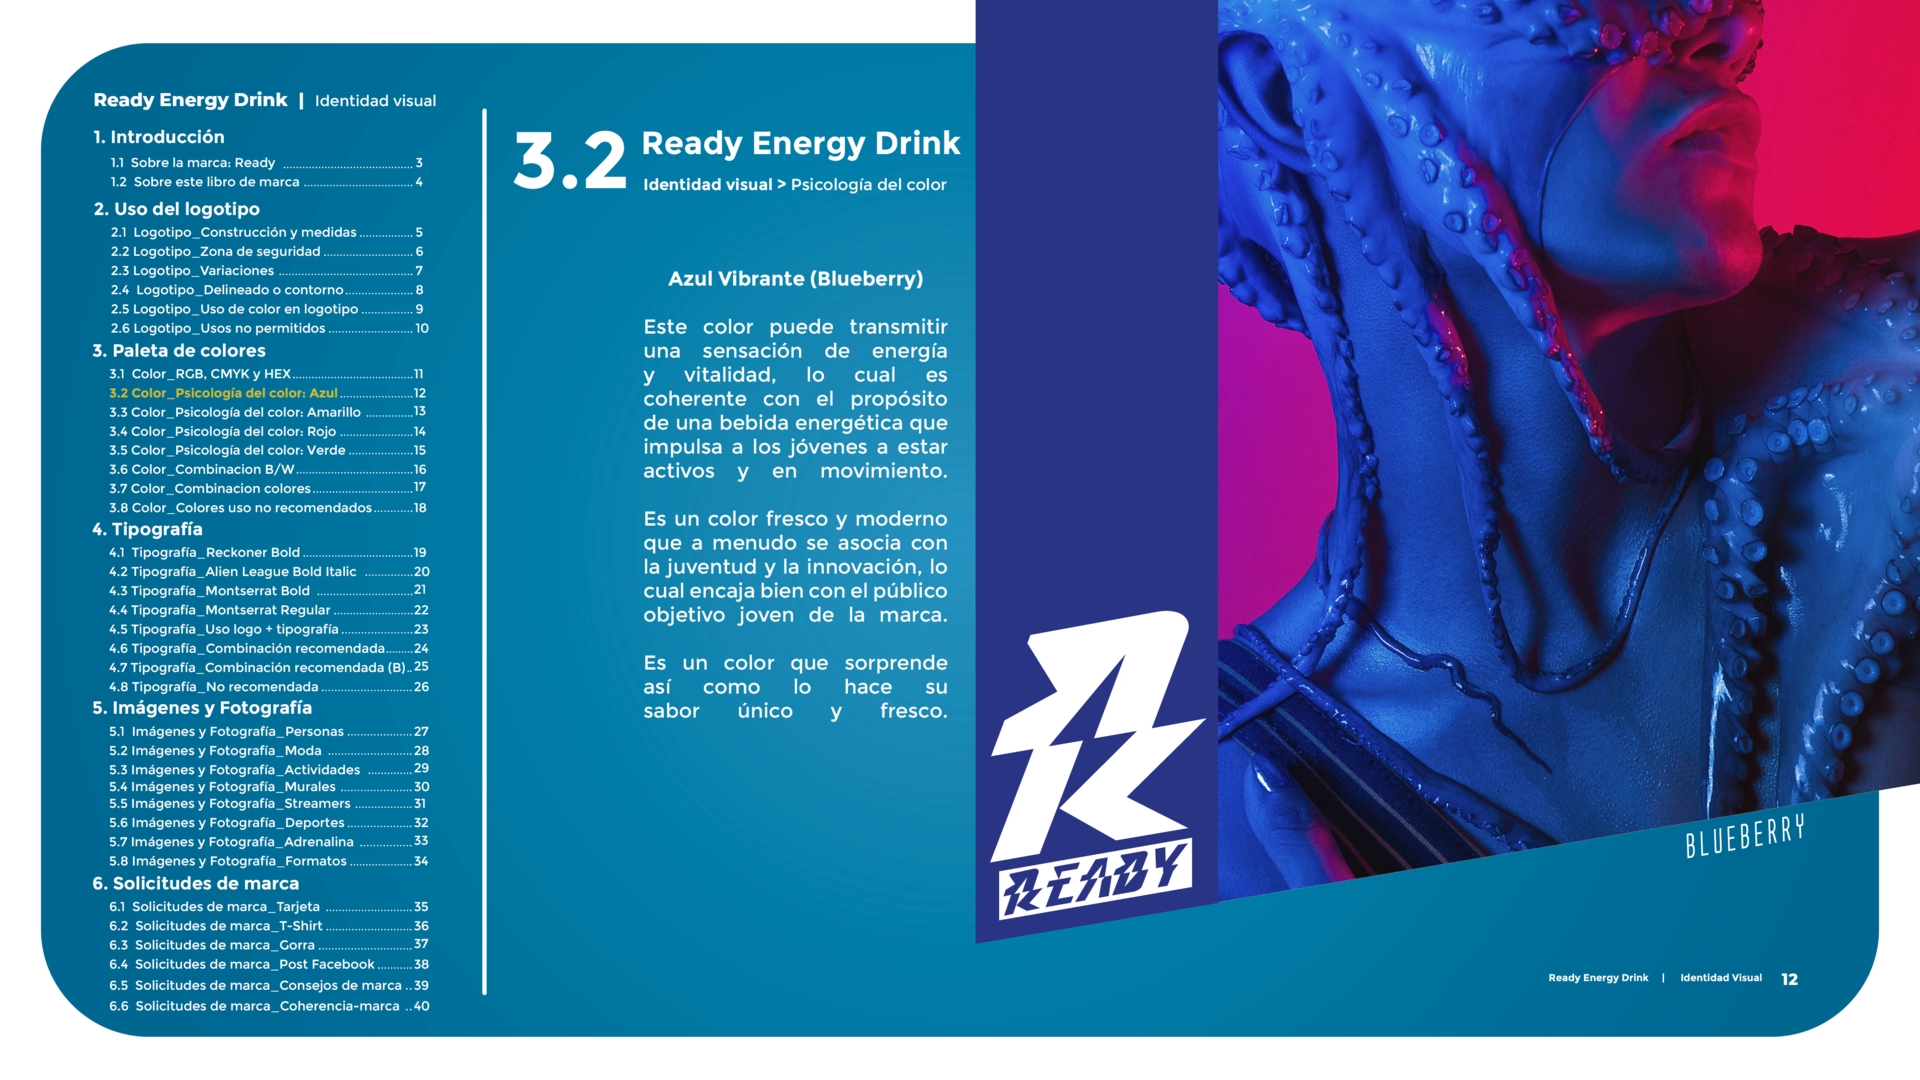 Ready Energy Drink | Identidad visual
1. Introducción
1.1 Sobre la marca: Ready ................................ 3
1.2 Sobre este libro de marca ........................... 4
2. Uso del logotipo
2.1 Logotipo_Construcción y medidas ............. 5
2.2 Logotipo_Zona de seguridad ...................... 6
2.3 Logotipo_Variaciones ................................. 7
2.4 Logotipo_Delineado o contorno ................. 8
2.5 Logotipo_Uso de color en logotipo ............. 9
2.6 Logotipo_Usos no permitidos ..................... 10
3. Paleta de colores
3.1 Color_RGB, CMYK y HEX .............................. 11
3.2 Color_Psicología del color: Azul .................. 12
3.3 Color_Psicología del color: Amarillo ............ 13
3.4 Color_Psicología del color: Rojo .................. 14
3.5 Color_Psicología del color: Verde ................ 15
3.6 Color_Combinacion B/W ............................. 16
3.7 Color_Combinacion colores ......................... 17
3.8 Color_Colores uso no recomendados .......... 18
4. Tipografía
4.1 Tipografía_Reckoner Bold ........................... 19
4.2 Tipografía_Alien League Bold Italic ............ 20
4.3 Tipografía_Montserrat Bold ........................ 21
4.4 Tipografía_Montserrat Regular .................... 22
4.5 Tipografía_Uso logo + tipografía .................. 23
4.6 Tipografía_Combinación recomendada ....... 24
4.7 Tipografía_Combinación recomendada (B) .. 25
4.8 Tipografía_No recomendada ....................... 26
5. Imágenes y Fotografía
5.1 Imágenes y Fotografía_Personas ................. 27
5.2 Imágenes y Fotografía_Moda ..................... 28
5.3 Imágenes y Fotografía_Actividades ........... 29
5.4 Imágenes y Fotografía_Murales ................... 30
5.5 Imágenes y Fotografía_Streamers .............. 31
5.6 Imágenes y Fotografía_Deportes ................. 32
5.7 Imágenes y Fotografía_Adrenalina ............. 33
5.8 Imágenes y Fotografía_Formatos ................ 34
6. Solicitudes de marca
6.1 Solicitudes de marca_Tarjeta ...................... 35
6.2 Solicitudes de marca_T-Shirt ...................... 36
6.3 Solicitudes de marca_Gorra ........................ 37
6.4 Solicitudes de marca_Post Facebook .......... 38
6.5 Solicitudes de marca_Consejos de marca .. 39
6.6 Solicitudes de marca_Coherencia-marca .. 40
3.2 Ready Energy Drink
Identidad visual > Psicología del color
Azul Vibrante (Blueberry)
Este color puede transmitir
una sensación de energía
y vitalidad, lo cual es
coherente con el propósito
de una bebida energética que
impulsa a los jóvenes a estar
activos y en movimiento.
Es un color fresco y moderno
que a menudo se asocia con
la juventud y la innovación, lo
cual encaja bien con el público
objetivo joven de la marca.
Es un color que sorprende
así como lo hace su
sabor único y fresco.
READY
BLUEBERRY
Ready Energy Drink | Identidad Visual 12